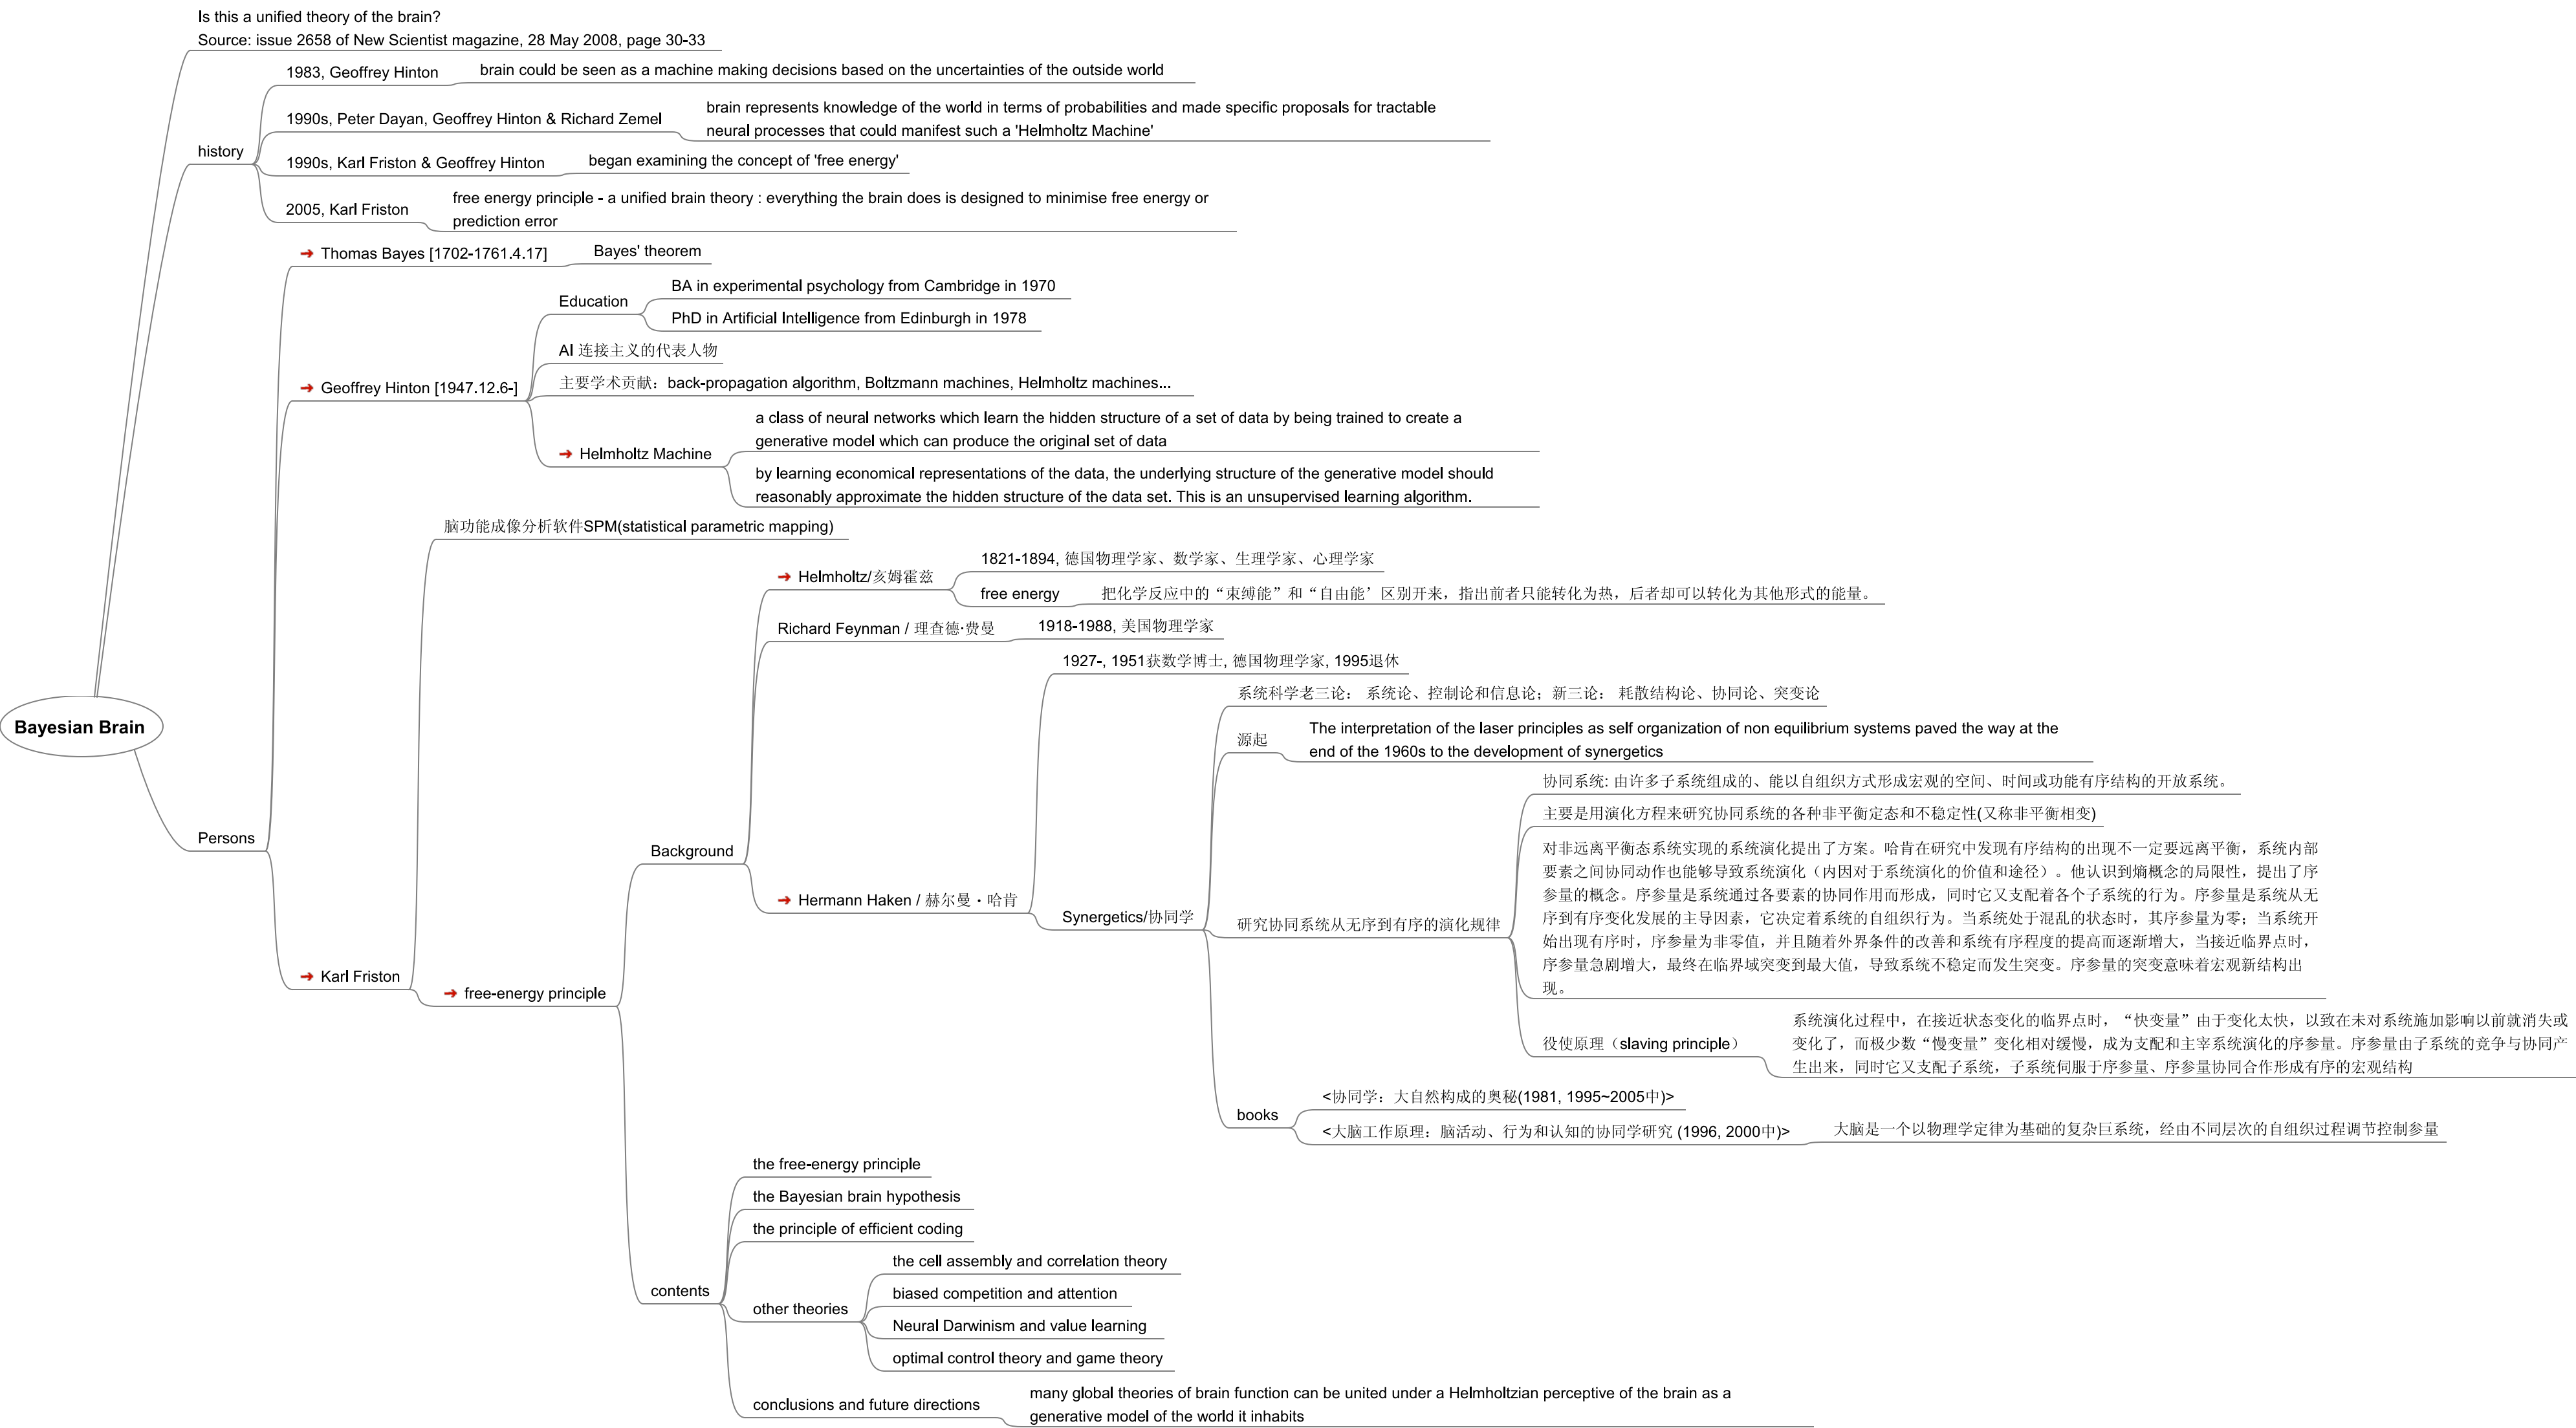 Is this a unified theory of the brain?
Source: issue 2658 of New Scientist magazine, 28 May 2008, page 30-33
history
1983, Geoffrey Hinton
brain could be seen as a machine making decisions based on the uncertainties of the outside world
1990s, Peter Dayan, Geoffrey Hinton & Richard Zemel
brain represents knowledge of the world in terms of probabilities and made specific proposals for tractable
neural processes that could manifest such a 'Helmholtz Machine'
1990s, Karl Friston & Geoffrey Hinton
began examining the concept of 'free energy'
2005, Karl Friston
free energy principle - a unified brain theory : everything the brain does is designed to minimise free energy or
prediction error
Bayesian Brain
Persons
Thomas Bayes [1702-1761.4.17]
Bayes' theorem
Geoffrey Hinton [1947.12.6-]
Education
BA in experimental psychology from Cambridge in 1970
PhD in Artificial Intelligence from Edinburgh in 1978
AI 连接主义的代表人物
主要学术贡献：back-propagation algorithm, Boltzmann machines, Helmholtz machines...
Helmholtz Machine
a class of neural networks which learn the hidden structure of a set of data by being trained to create a
generative model which can produce the original set of data
by learning economical representations of the data, the underlying structure of the generative model should
reasonably approximate the hidden structure of the data set. This is an unsupervised learning algorithm.
Karl Friston
脑功能成像分析软件SPM(statistical parametric mapping)
free-energy principle
Background
Helmholtz/亥姆霍兹
1821-1894, 德国物理学家、数学家、生理学家、心理学家
free energy
把化学反应中的“束缚能”和“自由能’区别开来，指出前者只能转化为热，后者却可以转化为其他形式的能量。
Richard Feynman / 理查德·费曼
1918-1988, 美国物理学家
Hermann Haken / 赫尔曼・哈肯
1927-, 1951获数学博士, 德国物理学家, 1995退休
Synergetics/协同学
系统科学老三论： 系统论、控制论和信息论；新三论： 耗散结构论、协同论、突变论
源起
The interpretation of the laser principles as self organization of non equilibrium systems paved the way at the
end of the 1960s to the development of synergetics
研究协同系统从无序到有序的演化规律
协同系统: 由许多子系统组成的、能以自组织方式形成宏观的空间、时间或功能有序结构的开放系统。
主要是用演化方程来研究协同系统的各种非平衡定态和不稳定性(又称非平衡相变)
对非远离平衡态系统实现的系统演化提出了方案。哈肯在研究中发现有序结构的出现不一定要远离平衡，系统内部
要素之间协同动作也能够导致系统演化（内因对于系统演化的价值和途径）。他认识到熵概念的局限性，提出了序
参量的概念。序参量是系统通过各要素的协同作用而形成，同时它又支配着各个子系统的行为。序参量是系统从无
序到有序变化发展的主导因素，它决定着系统的自组织行为。当系统处于混乱的状态时，其序参量为零；当系统开
始出现有序时，序参量为非零值，并且随着外界条件的改善和系统有序程度的提高而逐渐增大，当接近临界点时，
序参量急剧增大，最终在临界域突变到最大值，导致系统不稳定而发生突变。序参量的突变意味着宏观新结构出
现。
役使原理（slaving principle）
系统演化过程中，在接近状态变化的临界点时，“快变量”由于变化太快，以致在未对系统施加影响以前就消失或
变化了，而极少数“慢变量”变化相对缓慢，成为支配和主宰系统演化的序参量。序参量由子系统的竞争与协同产
生出来，同时它又支配子系统，子系统伺服于序参量、序参量协同合作形成有序的宏观结构
books
<协同学：大自然构成的奥秘(1981, 1995~2005中)>
<大脑工作原理：脑活动、行为和认知的协同学研究 (1996, 2000中)>
大脑是一个以物理学定律为基础的复杂巨系统，经由不同层次的自组织过程调节控制参量
contents
the free-energy principle
the Bayesian brain hypothesis
the principle of efficient coding
other theories
the cell assembly and correlation theory
biased competition and attention
Neural Darwinism and value learning
optimal control theory and game theory
conclusions and future directions
many global theories of brain function can be united under a Helmholtzian perceptive of the brain as a
generative model of the world it inhabits